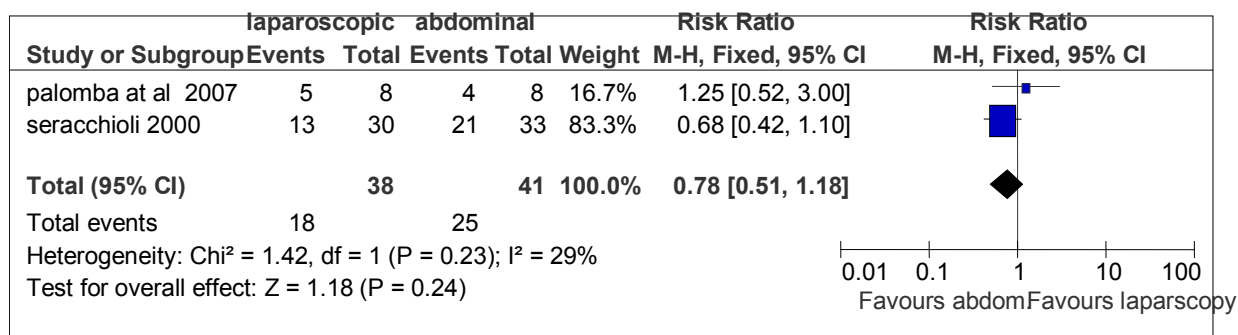 laparoscopic abdominal Risk Ratio Risk Ratio
Study or Subgroup Events Total Events Total Weight M-H, Fixed, 95% CI M-H, Fixed, 95% CI
palomba at al 2007 5 8 4 8 16.7% 1.25 [0.52, 3.00]
seracchioli 2000 13 30 21 33 83.3% 0.68 [0.42, 1.10]
Total (95% CI) 38 41 100.0% 0.78 [0.51, 1.18]
Total events 18 25
Heterogeneity: Chi² = 1.42, df = 1 (P = 0.23); I² = 29%
Test for overall effect: Z = 1.18 (P = 0.24)
0.01 0.1 1 10 100
Favours abdom Favours laparscopy